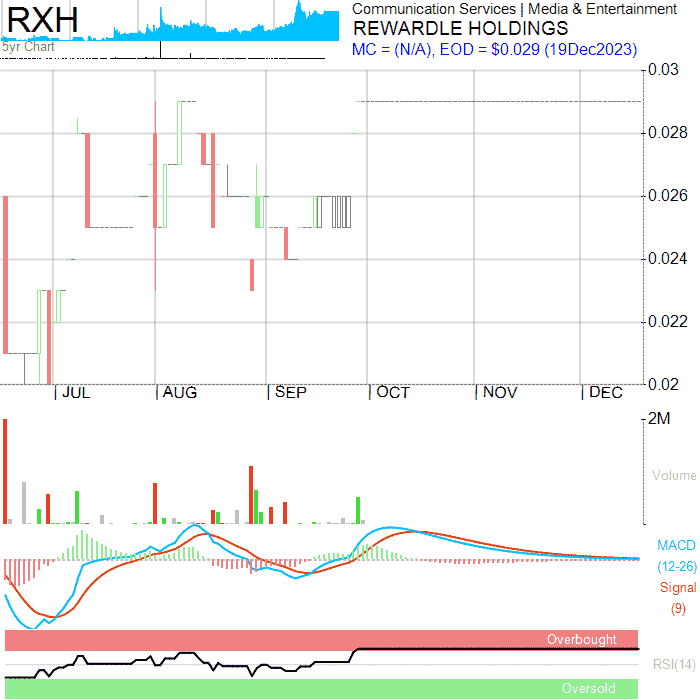 RXH
5yr Chart
Communication Services | Media & Entertainment
REWARDLE HOLDINGS
MC = (N/A), EOD = $0.029 (19Dec2023)
0.03
0.028
0.026
0.024
0.022
0.02
| JUL | AUG | SEP | OCT | NOV | DEC
2M
Volume
MACD
(12-26)
Signal
(9)
Overbought
RSI(14)
Oversold